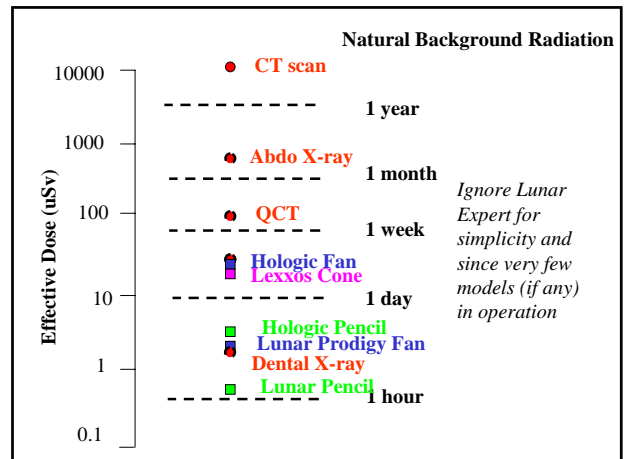 Natural Background Radiation
CT scan
10000
1 year
1000
Abdo X-ray
1 month
Ignore Lunar
Expert for
simplicity and
since very few
models (if any)
in operation
100
QCT
1 week
Hologic Fan
Lexxos Cone
10
1 day
Hologic Pencil
Lunar Prodigy Fan
1
Dental X-ray
Lunar Pencil
1 hour
0.1
Effective Dose (uSv)